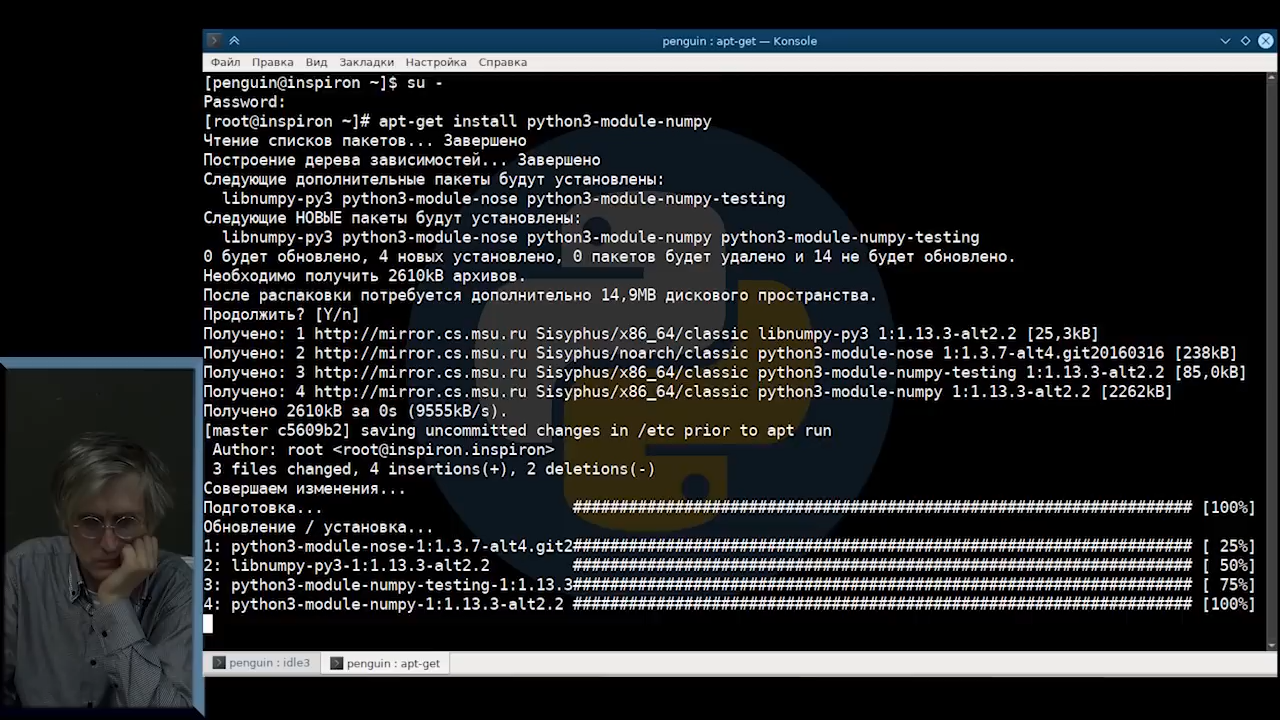 penguin : apt-get — Konsole
Файл Правка Вид Закладки Настройка Справка
[penguin@inspiron ~]$ su -
Password:
[root@inspiron ~]# apt-get install python3-module-numpy
Чтение списков пакетов... Завершено
Построение дерева зависимостей... Завершено
Следующие дополнительные пакеты будут установлены:
libnumpy-py3 python3-module-nose python3-module-numpy-testing
Следующие НОВЫЕ пакеты будут установлены:
libnumpy-py3 python3-module-nose python3-module-numpy python3-module-numpy-testing
0 будет обновлено, 4 новых установлено, 0 пакетов будет удалено и 14 не будет обновлено.
Необходимо получить 2610kB архивов.
После распаковки потребуется дополнительно 14,9MB дискового пространства.
Продолжить? [Y/n]
Получено: 1 http://mirror.cs.msu.ru Sisyphus/x86_64/classic libnumpy-py3 1:1.13.3-alt2.2 [25,3kB]
Получено: 2 http://mirror.cs.msu.ru Sisyphus/noarch/classic python3-module-nose 1:1.3.7-alt4.git20160316 [238kB]
Получено: 3 http://mirror.cs.msu.ru Sisyphus/x86_64/classic python3-module-numpy-testing 1:1.13.3-alt2.2 [85,0kB]
Получено: 4 http://mirror.cs.msu.ru Sisyphus/x86_64/classic python3-module-numpy 1:1.13.3-alt2.2 [2262kB]
Получено 2610kB за 0s (9555kB/s).
[master c5609b2] saving uncommitted changes in /etc prior to apt run
Author: root <root@inspiron.inspiron>
3 files changed, 4 insertions(+), 2 deletions(-)
Совершаем изменения...
Подготовка... ################################################################### [100%]
Обновление / установка...
1: python3-module-nose-1:1.3.7-alt4.git2################################################################### [ 25%]
2: libnumpy-py3-1:1.13.3-alt2.2 ################################################################### [ 50%]
3: python3-module-numpy-testing-1:1.13.3################################################################### [ 75%]
4: python3-module-numpy-1:1.13.3-alt2.2 ################################################################### [100%]
penguin : idle3 penguin : apt-get